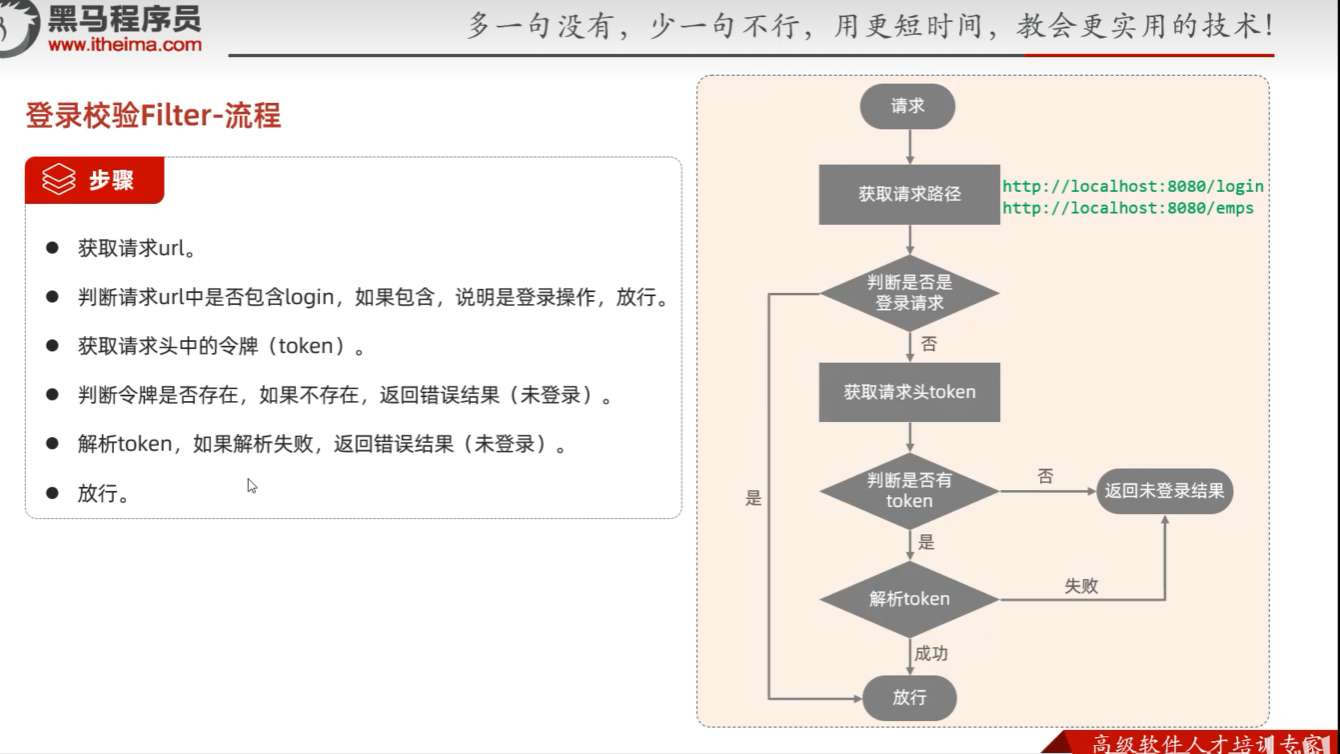 黑马程序员
www.itheima.com
多一句没有，少一句不行，用更短时间，教会更实用的技术！
登录校验Filter-流程
步骤
获取请求url。
判断请求url中是否包含login，如果包含，说明是登录操作，放行。
获取请求头中的令牌（token）。
判断令牌是否存在，如果不存在，返回错误结果（未登录）。
解析token，如果解析失败，返回错误结果（未登录）。
放行。
请求
获取请求路径
http://localhost:8080/login
http://localhost:8080/emps
判断是否是
登录请求
否
获取请求头token
判断是否有
token
否
返回未登录结果
是
是
解析token
失败
成功
放行
高级软件人才培训专家